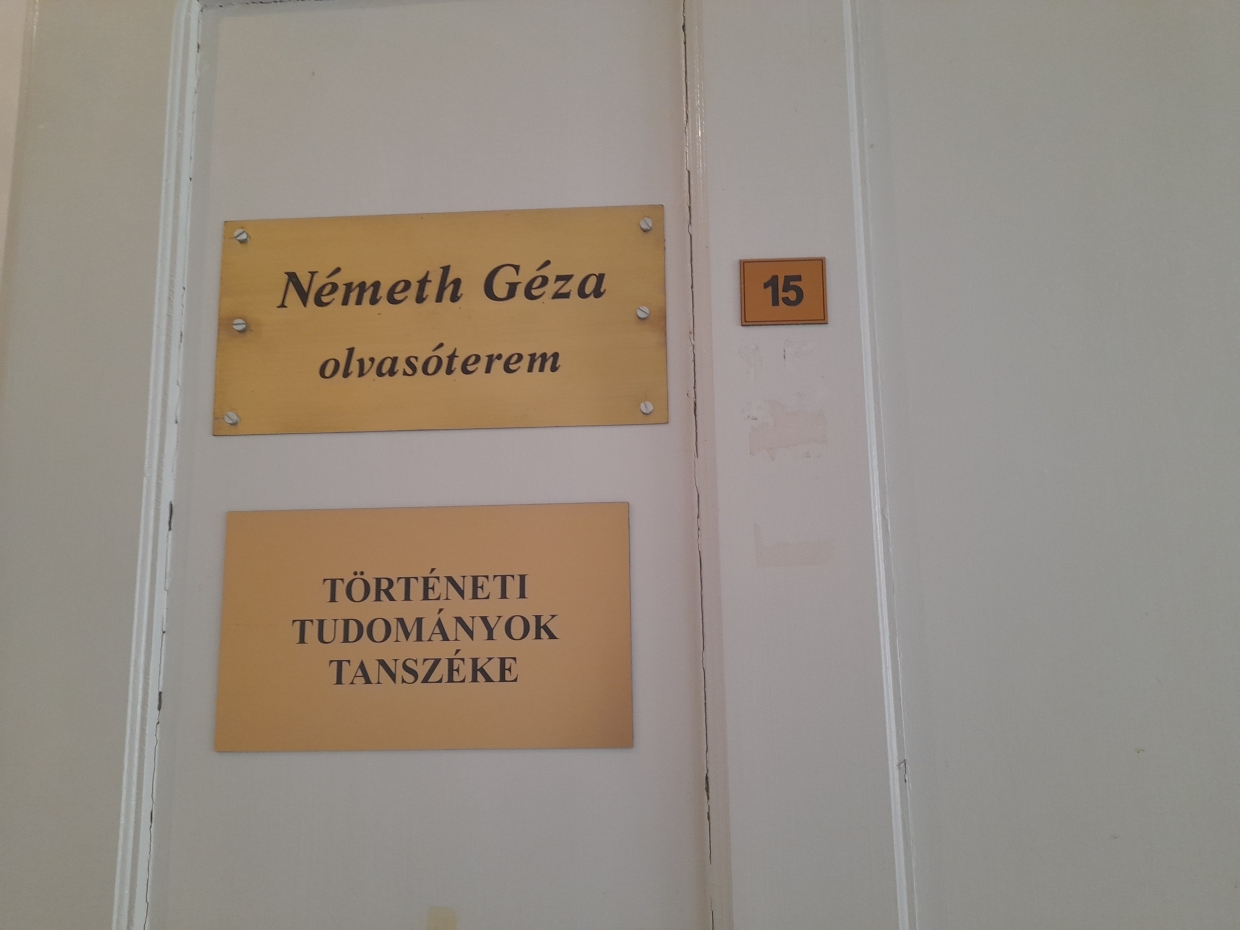 Németh Géza
olvasóterem
15
TÖRTÉNETI
TUDOMÁNYOK
TANSZÉKE